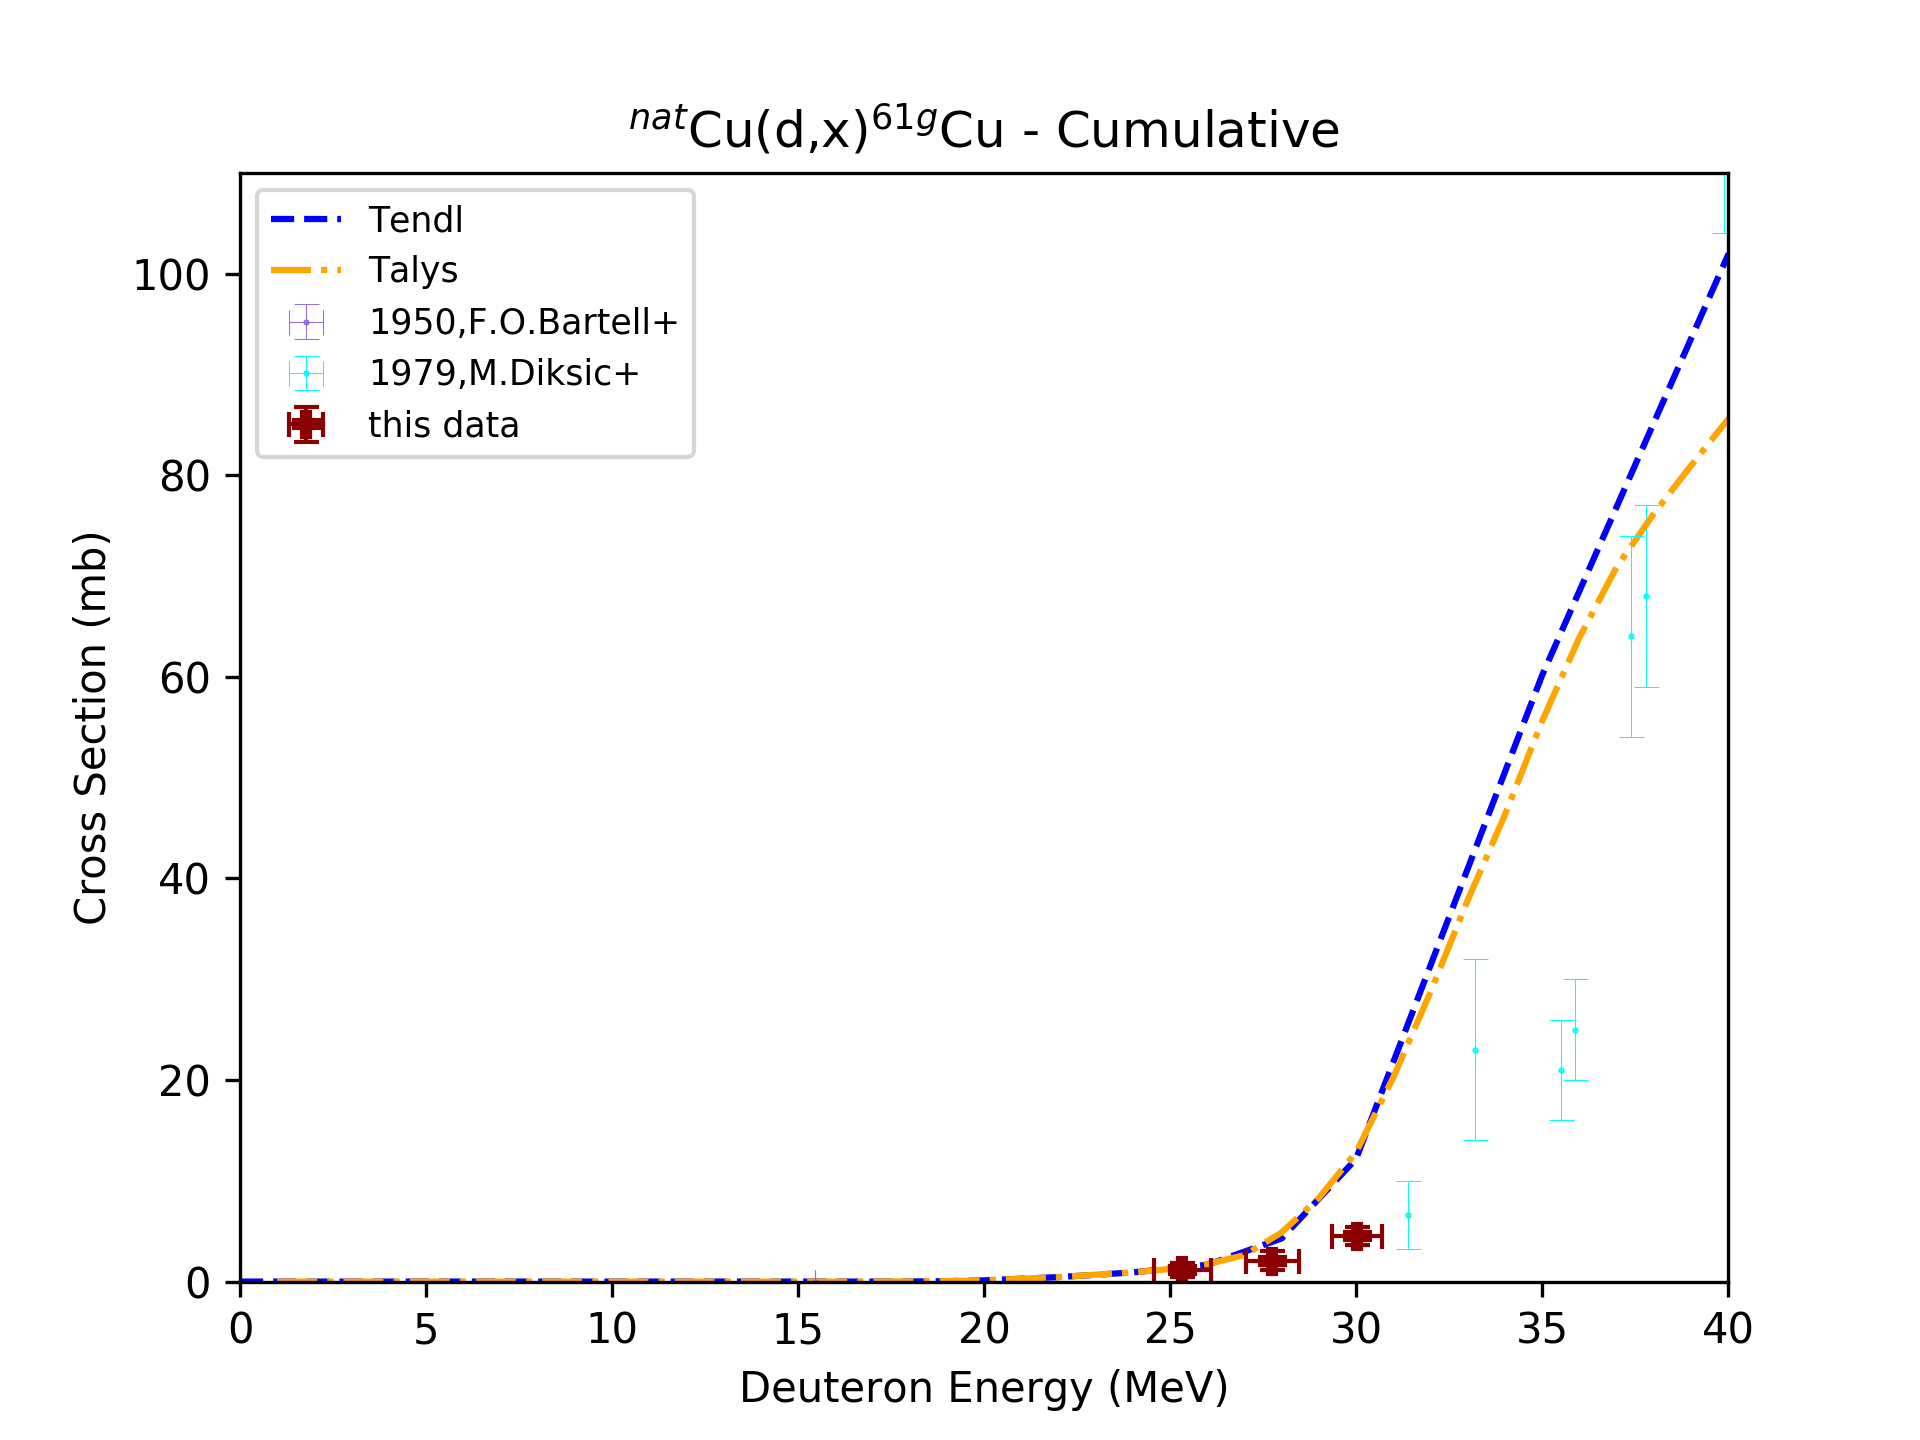 natCu(d,x)61gCu - Cumulative
Tendl
Talys
1950,F.O.Bartell+
1979,M.Diksic+
this data
Cross Section (mb)
100
80
60
40
20
0
0 5 10 15 20 25 30 35 40
Deuteron Energy (MeV)